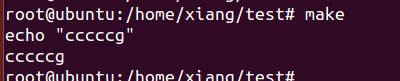 root@ubuntu:/home/xiang/test# make
echo "cccccg"
cccccg
root@ubuntu:/home/xiang/test#